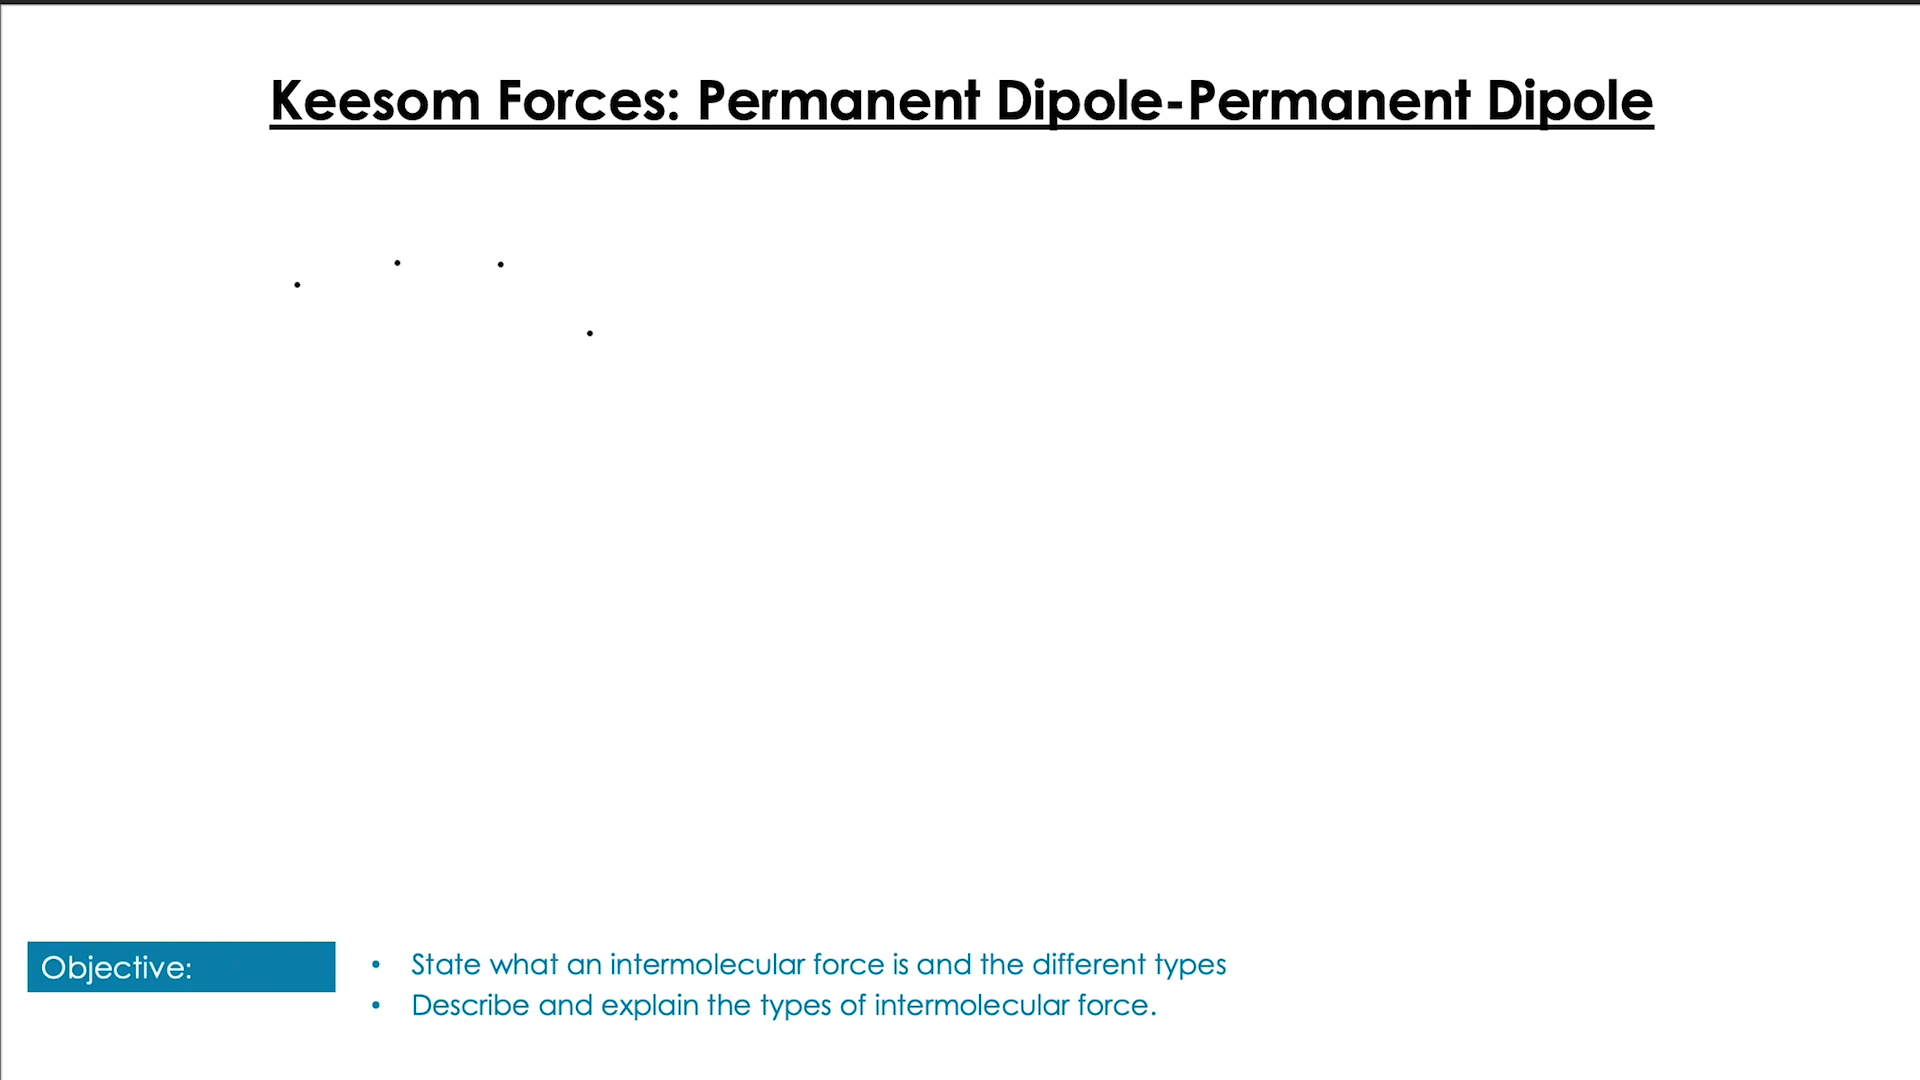 Keesom Forces: Permanent Dipole-Permanent Dipole
Objective:
• State what an intermolecular force is and the different types
• Describe and explain the types of intermolecular force.